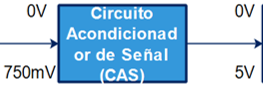 0V
Circuito
0V
Acondicionad
or de Señal
750mV
(CAS)
5V